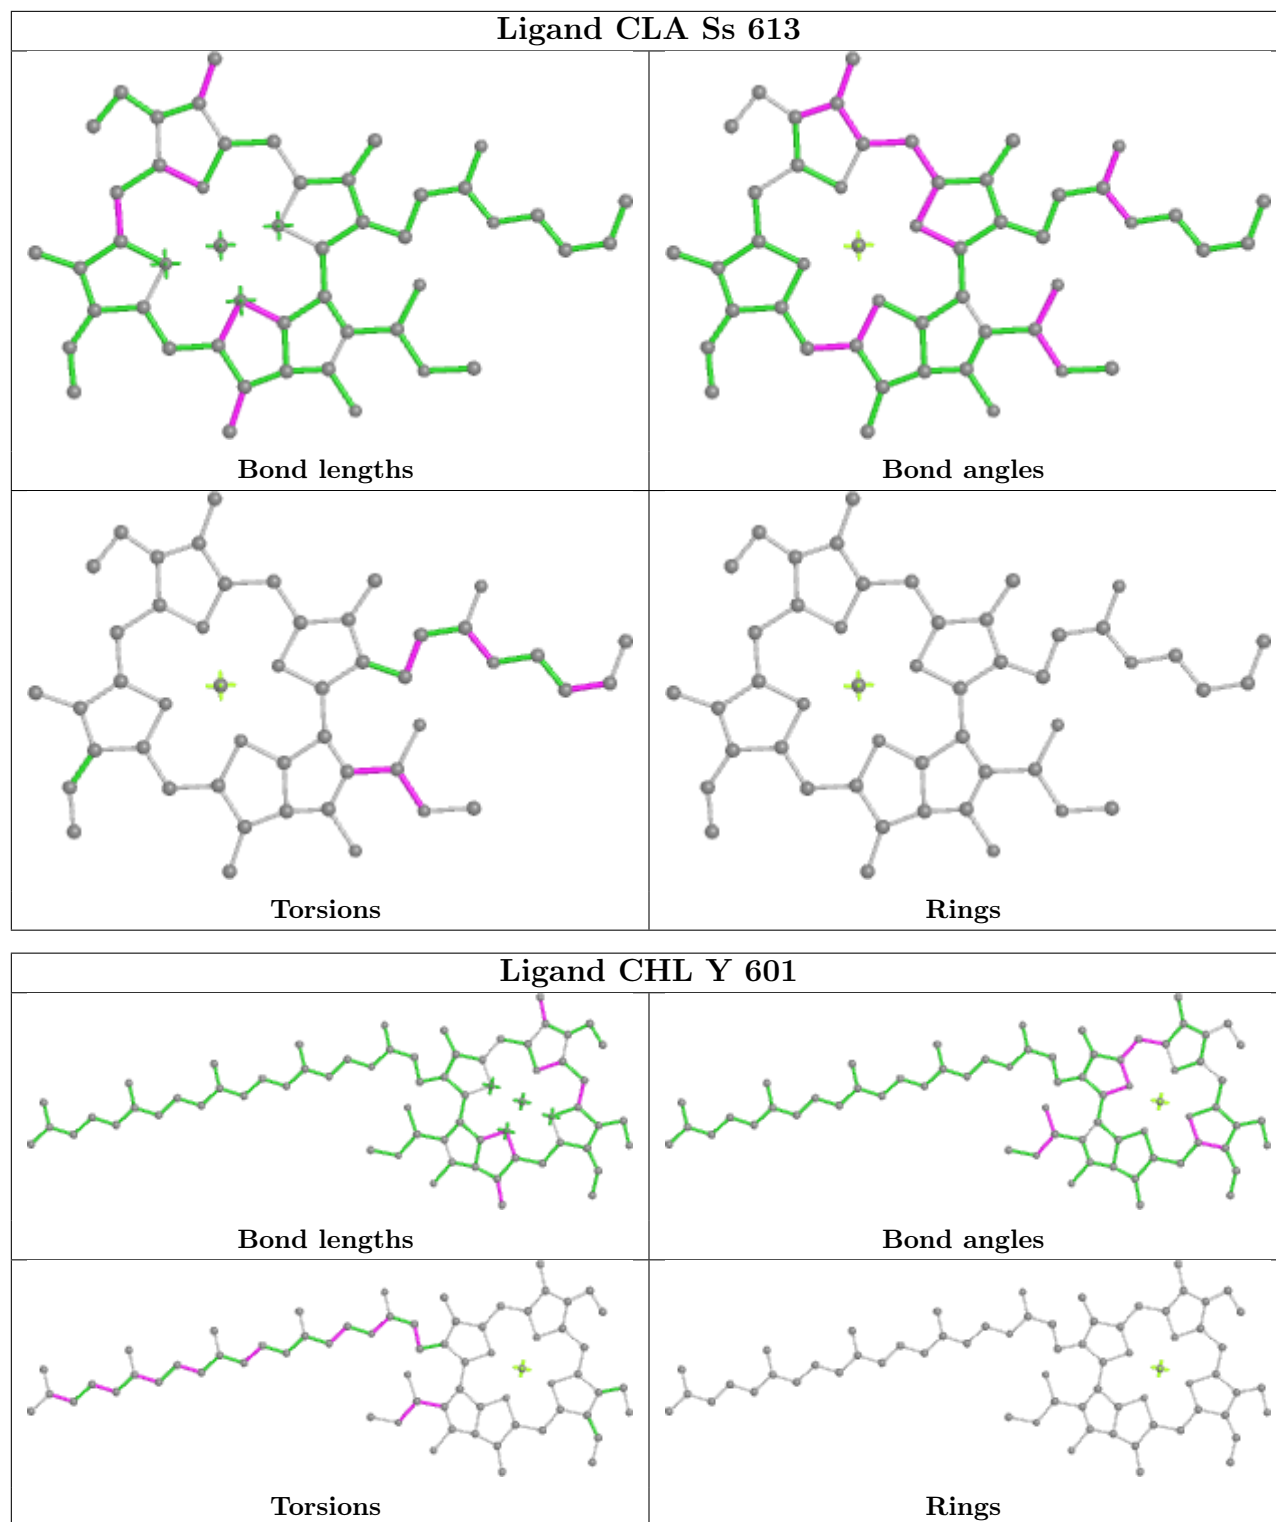 Ligand CLA Ss 613
Bond lengths
Bond angles
Torsions
Rings
Ligand CHL Y 601
Bond lengths
Bond angles
Torsions
Rings